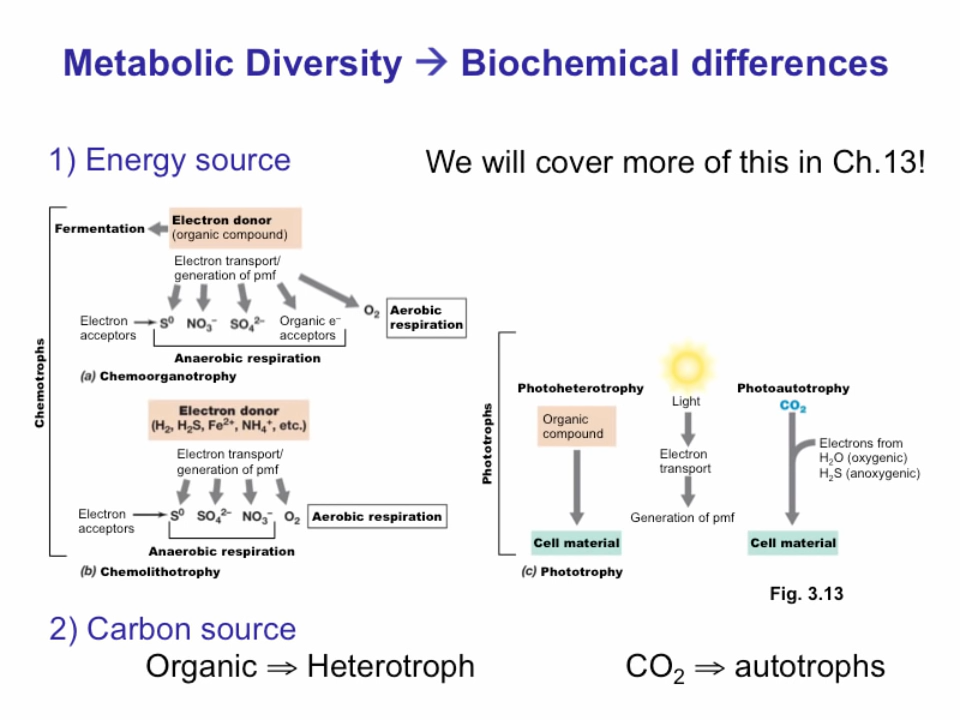 Metabolic Diversity → Biochemical differences
1) Energy source
We will cover more of this in Ch.13!
Chemotrophs
Fermentation
Electron donor
(organic compound)
Electron transport/
generation of pmf
Electron
acceptors
S⁰ NO₃⁻ SO₄²⁻
Organic e⁻
acceptors
O₂
Aerobic
respiration
Anaerobic respiration
(a) Chemoorganotrophy
Electron donor
(H₂, H₂S, Fe²⁺, NH₄⁺, etc.)
Electron transport/
generation of pmf
Electron
acceptors
S⁰ SO₄²⁻ NO₃⁻ O₂
Aerobic respiration
Anaerobic respiration
(b) Chemolithotrophy
Phototrophs
Photoheterotrophy
Organic
compound
Cell material
Light
Electron
transport
Generation of pmf
Photoautotrophy
CO₂
Electrons from
H₂O (oxygenic)
H₂S (anoxygenic)
Cell material
(c) Phototrophy
Fig. 3.13
2) Carbon source
Organic ⇒ Heterotroph
CO₂ ⇒ autotrophs